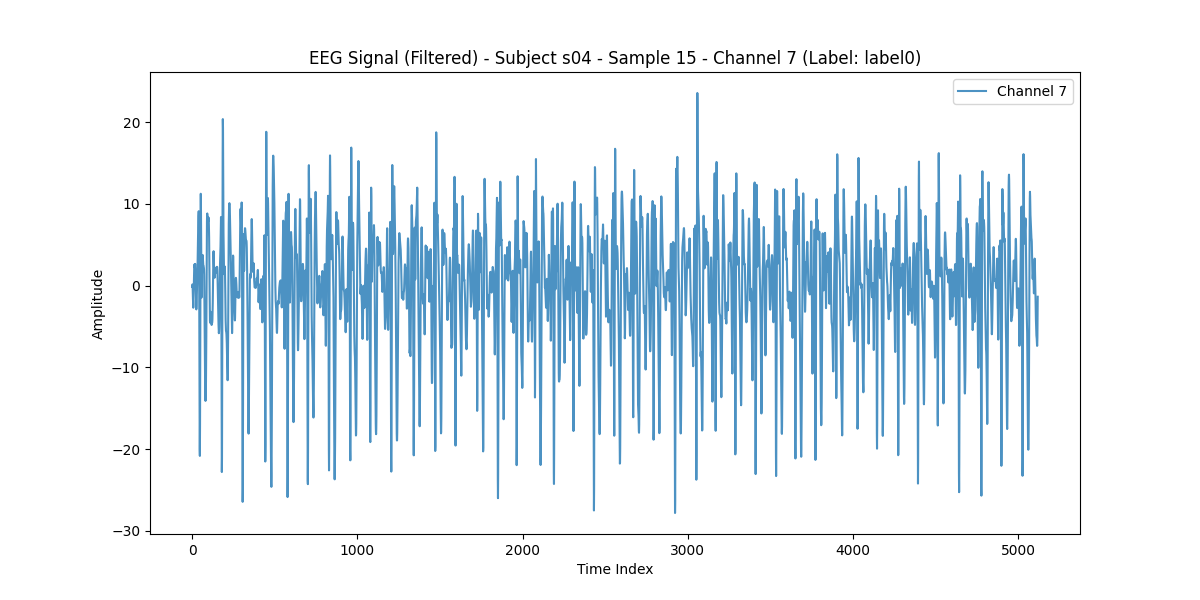 EEG Signal (Filtered) - Subject s04 - Sample 15 - Channel 7 (Label: label0)
Channel 7
20
10
0
−10
−20
−30
Amplitude
0 1000 2000 3000 4000 5000
Time Index